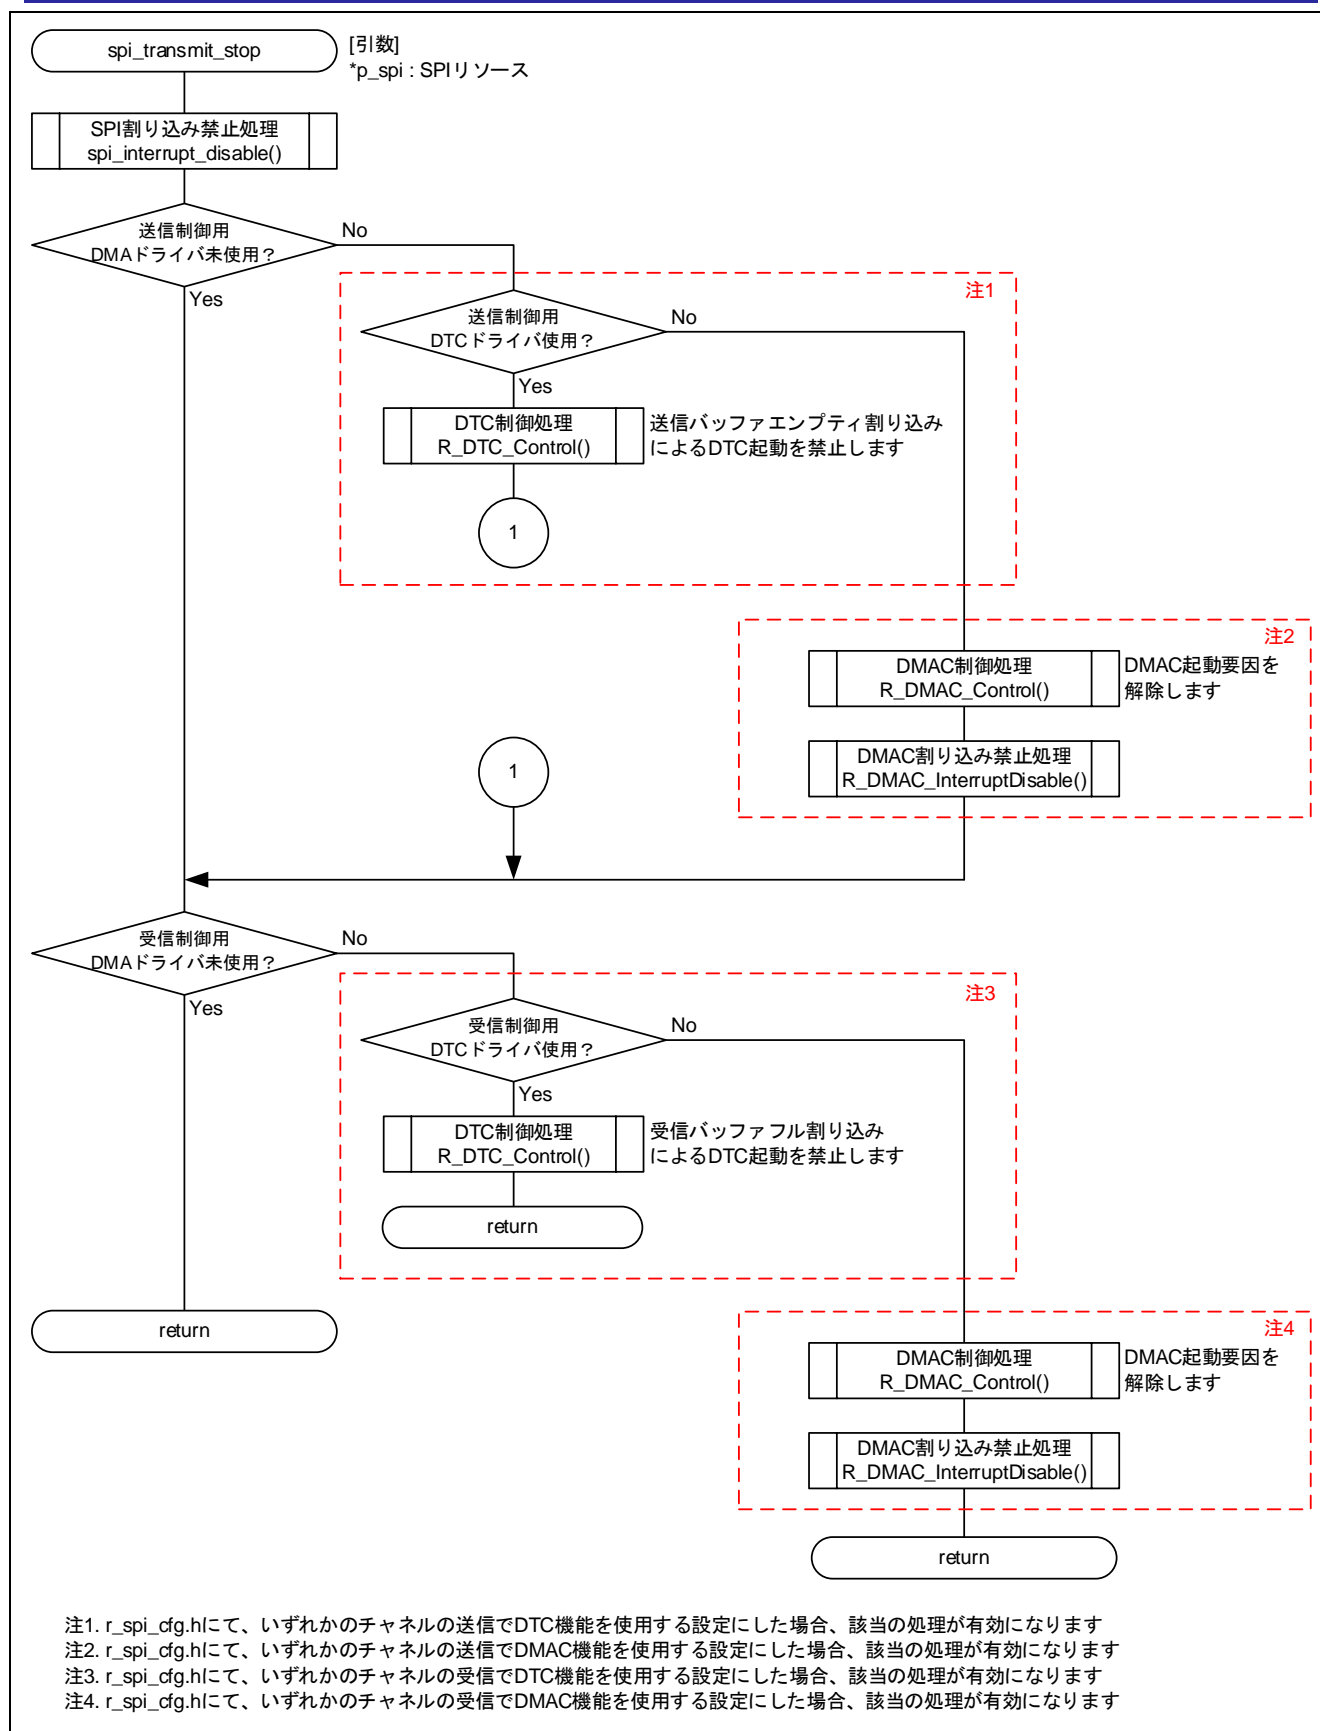 spi_transmit_stop
[引数]
*p_spi : SPIリソース
SPI割り込み禁止処理
spi_interrupt_disable()
送信制御用
DMAドライバ未使用？
No
Yes
注1
送信制御用
DTCドライバ使用？
No
Yes
DTC制御処理
R_DTC_Control()
送信バッファエンプティ割り込み
によるDTC起動を禁止します
1
注2
DMAC制御処理
R_DMAC_Control()
DMAC起動要因を
解除します
DMAC割り込み禁止処理
R_DMAC_InterruptDisable()
1
受信制御用
DMAドライバ未使用？
No
Yes
注3
受信制御用
DTCドライバ使用？
No
Yes
DTC制御処理
R_DTC_Control()
受信バッファフル割り込み
によるDTC起動を禁止します
return
return
注4
DMAC制御処理
R_DMAC_Control()
DMAC起動要因を
解除します
DMAC割り込み禁止処理
R_DMAC_InterruptDisable()
return
注1. r_spi_cfg.hにて、いずれかのチャネルの送信でDTC機能を使用する設定にした場合、該当の処理が有効になります
注2. r_spi_cfg.hにて、いずれかのチャネルの送信でDMAC機能を使用する設定にした場合、該当の処理が有効になります
注3. r_spi_cfg.hにて、いずれかのチャネルの受信でDTC機能を使用する設定にした場合、該当の処理が有効になります
注4. r_spi_cfg.hにて、いずれかのチャネルの受信でDMAC機能を使用する設定にした場合、該当の処理が有効になります